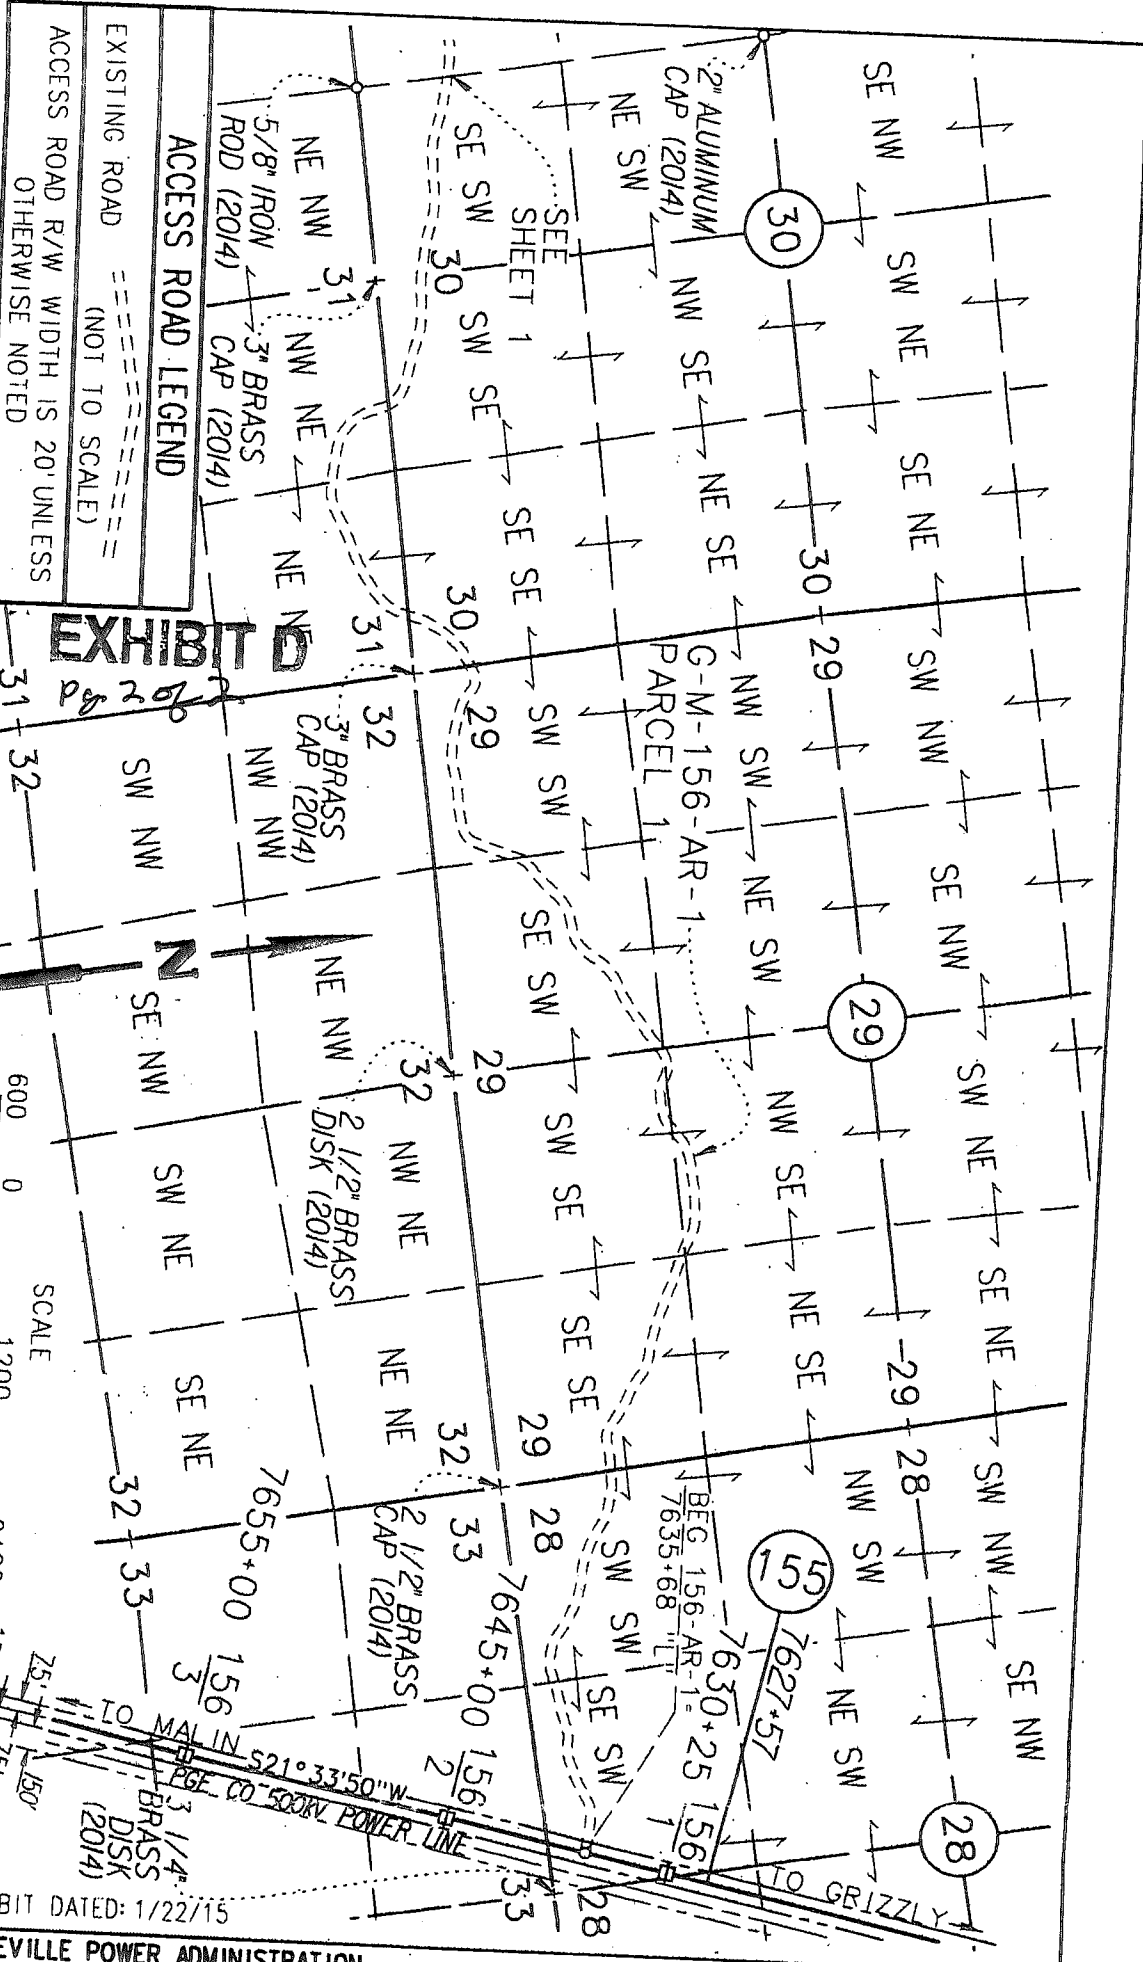 SE NW
SW NE
SE NE
SW NW
SE NW
SW NE
SE NE
SW NW
SE NW
30
30
29
29
29
28
28
2" ALUMINUM
CAP (2014)
NE SW
NW SE
NE SE
NW SW
NE SW
NW SE
NE SE
NW SW
NE SW
G-M-156-AR-1
PARCEL 1
155
7627+57
7630+25
156
1
TO GRIZZLY
BEG 156-AR-1=
7635+68 "L"
SEE
SHEET 1
SE SW
SW SE
SE SE
SW SW
SE SW
SW SE
SE SE
SW SW
SE SW
30
31
30
31
29
32
29
32
29
32
28
33
28
33
7645+00
156
2
5/8" IRON
ROD (2014)
3" BRASS
CAP (2014)
3" BRASS
CAP (2014)
2 1/2" BRASS
DISK (2014)
2 1/2" BRASS
CAP (2014)
NE NW
NW NE
NE NE
NW NW
NE NW
NW NE
NE NE
ACCESS ROAD LEGEND
EXISTING ROAD
(NOT TO SCALE)
ACCESS ROAD R/W WIDTH IS 20' UNLESS
OTHERWISE NOTED
EXHIBIT D
Pg 2 of 2
31
32
SW NW
SE NW
SW NE
SE NE
32
33
N
7655+00
156
3
TO MALIN
S21°33'50"W
PGE CO 500KV POWER LINE
3 1/4"
BRASS
DISK
(2014)
75'
150'
SCALE
600
0
1200
BIT DATED: 1/22/15
EVILLE POWER ADMINISTRATION